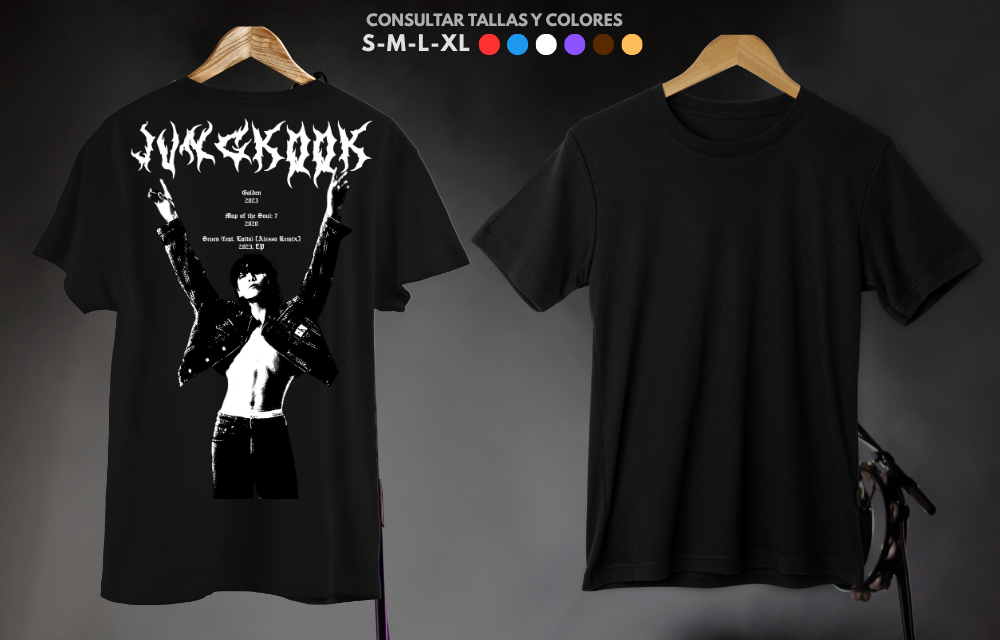 CONSULTAR TALLAS Y COLORES
S-M-L-XL
JUNGKOOK
Golden
2023
Map of the Soul: 7
2020
Seven (feat. Latto) [Alesso Remix]
2023. EP